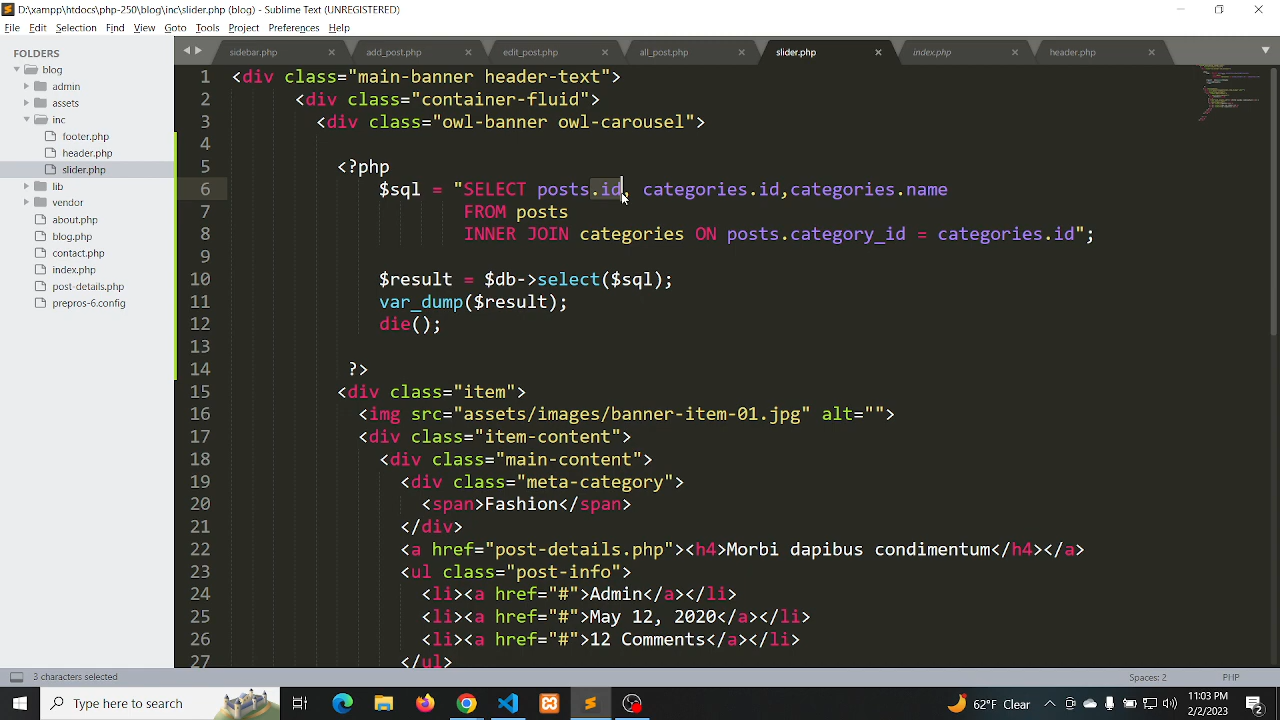 D:\xampp\htdocs\php-250\blog\inc\slider.php (blog) - Sublime Text (UNREGISTERED)
File Edit Selection Find View Goto Tools Project Preferences Help
FOLDERS
blog
admin
assets
inc
footer.php
header.php
slider.php
lib
vendor
about.php
blog.php
contact.php
index.php
post-details.php
prepros-6.config
sidebar.php × add_post.php × edit_post.php × all_post.php × slider.php × index.php × header.php ×
1 <div class="main-banner header-text">
2 <div class="container-fluid">
3 <div class="owl-banner owl-carousel">
4
5 <?php
6 $sql = "SELECT posts.id, categories.id,categories.name
7 FROM posts
8 INNER JOIN categories ON posts.category_id = categories.id";
9
10 $result = $db->select($sql);
11 var_dump($result);
12 die();
13
14 ?>
15 <div class="item">
16 <img src="assets/images/banner-item-01.jpg" alt="">
17 <div class="item-content">
18 <div class="main-content">
19 <div class="meta-category">
20 <span>Fashion</span>
21 </div>
22 <a href="post-details.php"><h4>Morbi dapibus condimentum</h4></a>
23 <ul class="post-info">
24 <li><a href="#">Admin</a></li>
25 <li><a href="#">May 12, 2020</a></li>
26 <li><a href="#">12 Comments</a></li>
27 </ul>
3 characters selected
Spaces: 2
PHP
Type here to search
62°F Clear
11:03 PM
2/2/2023
2